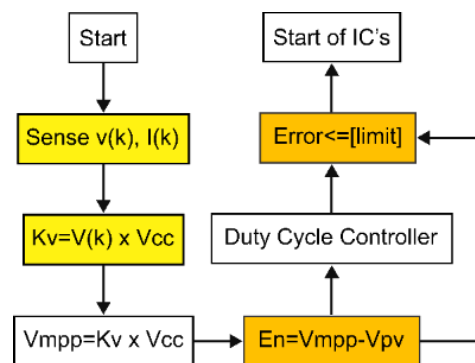 Start
Sense v(k), I(k)
Kv=V(k) x Vcc
Vmpp=Kv x Vcc
En=Vmpp-Vpv
Duty Cycle Controller
Error<=[limit]
Start of IC's